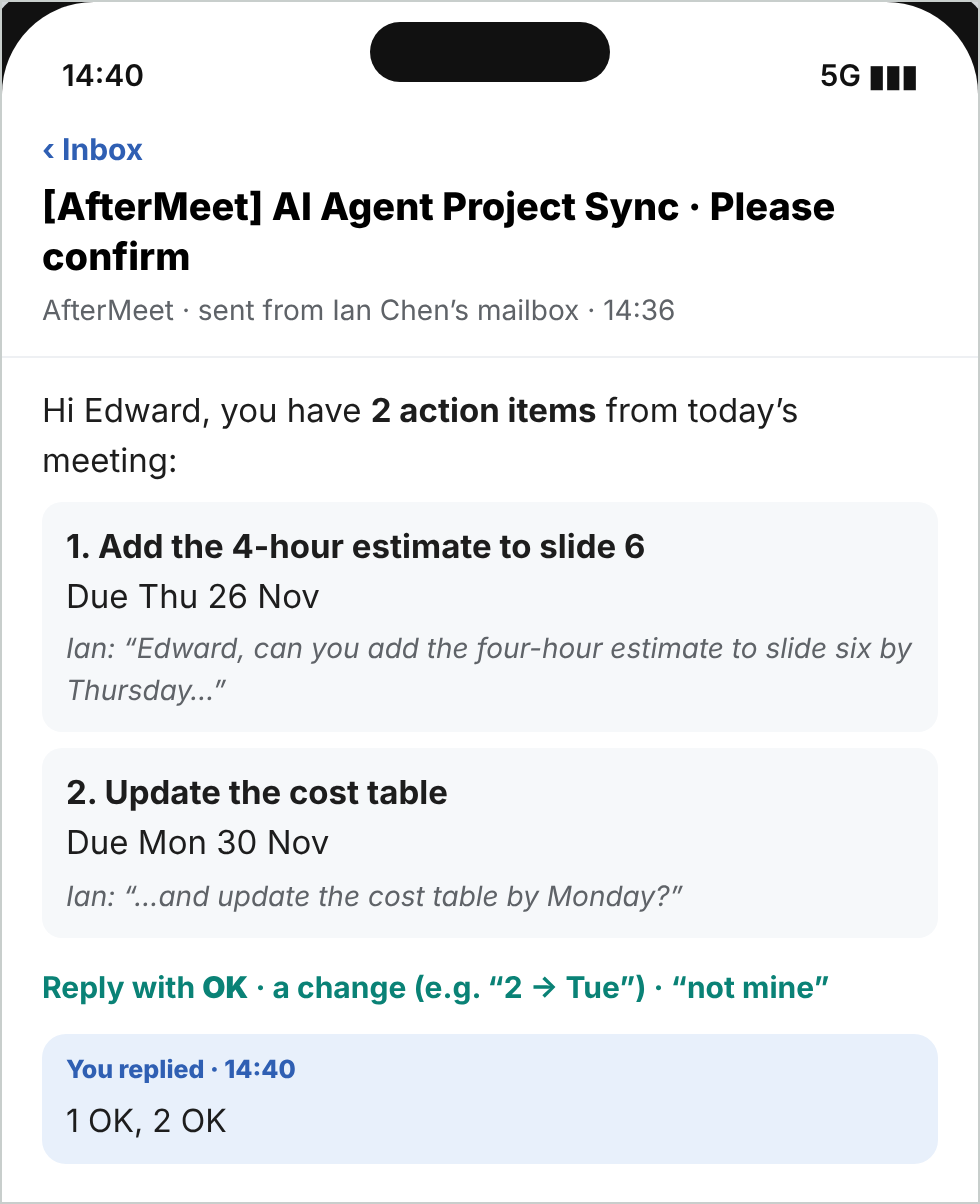 14:40
5G
‹ Inbox
[AfterMeet] AI Agent Project Sync · Please
confirm
AfterMeet · sent from Ian Chen’s mailbox · 14:36
Hi Edward, you have 2 action items from today’s
meeting:
1. Add the 4-hour estimate to slide 6
Due Thu 26 Nov
Ian: “Edward, can you add the four-hour estimate to slide six by
Thursday…”
2. Update the cost table
Due Mon 30 Nov
Ian: “…and update the cost table by Monday?”
Reply with OK · a change (e.g. “2 → Tue”) · “not mine”
You replied · 14:40
1 OK, 2 OK